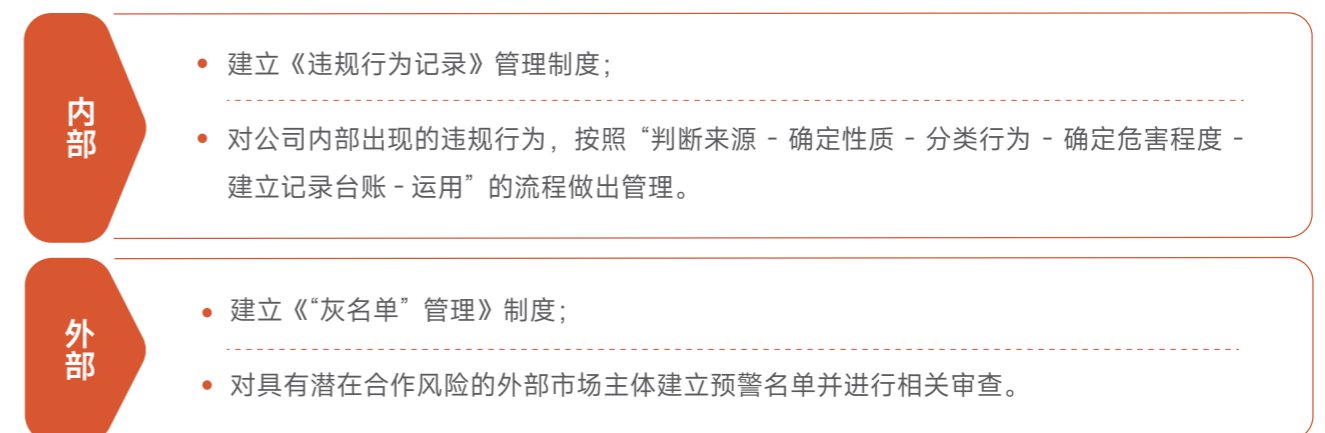 内部
建立《违规行为记录》管理制度；
对公司内部出现的违规行为，按照“判断来源 - 确定性质 - 分类行为 - 确定危害程度 -
建立记录台账 - 运用”的流程做出管理。
外部
建立《“灰名单”管理》制度；
对具有潜在合作风险的外部市场主体建立预警名单并进行相关审查。